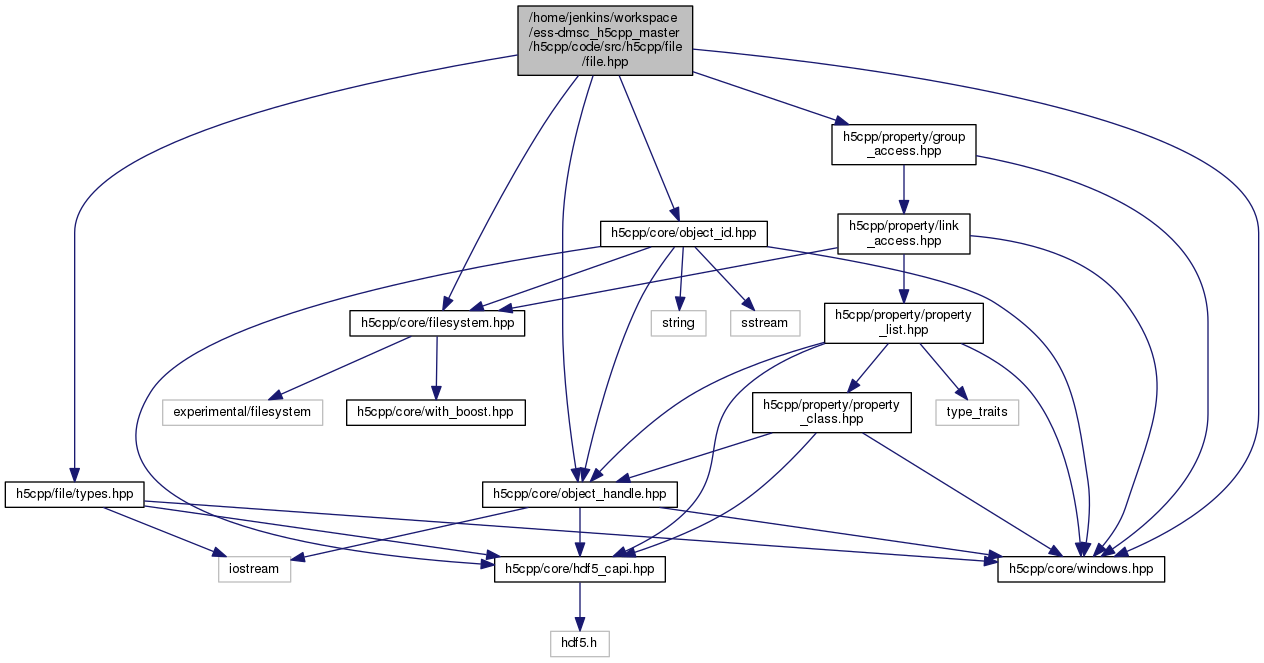 /home/jenkins/workspace
/ess-dmsc_h5cpp_master
/h5cpp/code/src/h5cpp/file
/file.hpp
h5cpp/property/group
_access.hpp
h5cpp/core/object_id.hpp
h5cpp/property/link
_access.hpp
h5cpp/core/filesystem.hpp
string
sstream
h5cpp/property/property
_list.hpp
experimental/filesystem
h5cpp/core/with_boost.hpp
h5cpp/property/property
_class.hpp
type_traits
h5cpp/file/types.hpp
h5cpp/core/object_handle.hpp
iostream
h5cpp/core/hdf5_capi.hpp
h5cpp/core/windows.hpp
hdf5.h